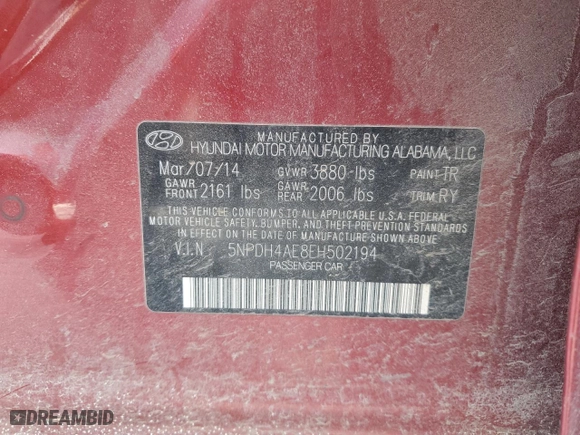 MANUFACTURED BY
HYUNDAI MOTOR MANUFACTURING ALABAMA, LLC
Mar/07/14 GVWR 3880 lbs PAINT TR
GAWR FRONT 2161 lbs GAWR REAR 2006 lbs TRIM RY
THIS VEHICLE CONFORMS TO ALL APPLICABLE U.S.A. FEDERAL
MOTOR VEHICLE SAFETY, BUMPER, AND THEFT PREVENTION STANDARDS
IN EFFECT ON THE DATE OF MANUFACTURE SHOWN ABOVE.
V.I.N 5NPDH4AE8EH502194
PASSENGER CAR
DREAMBID